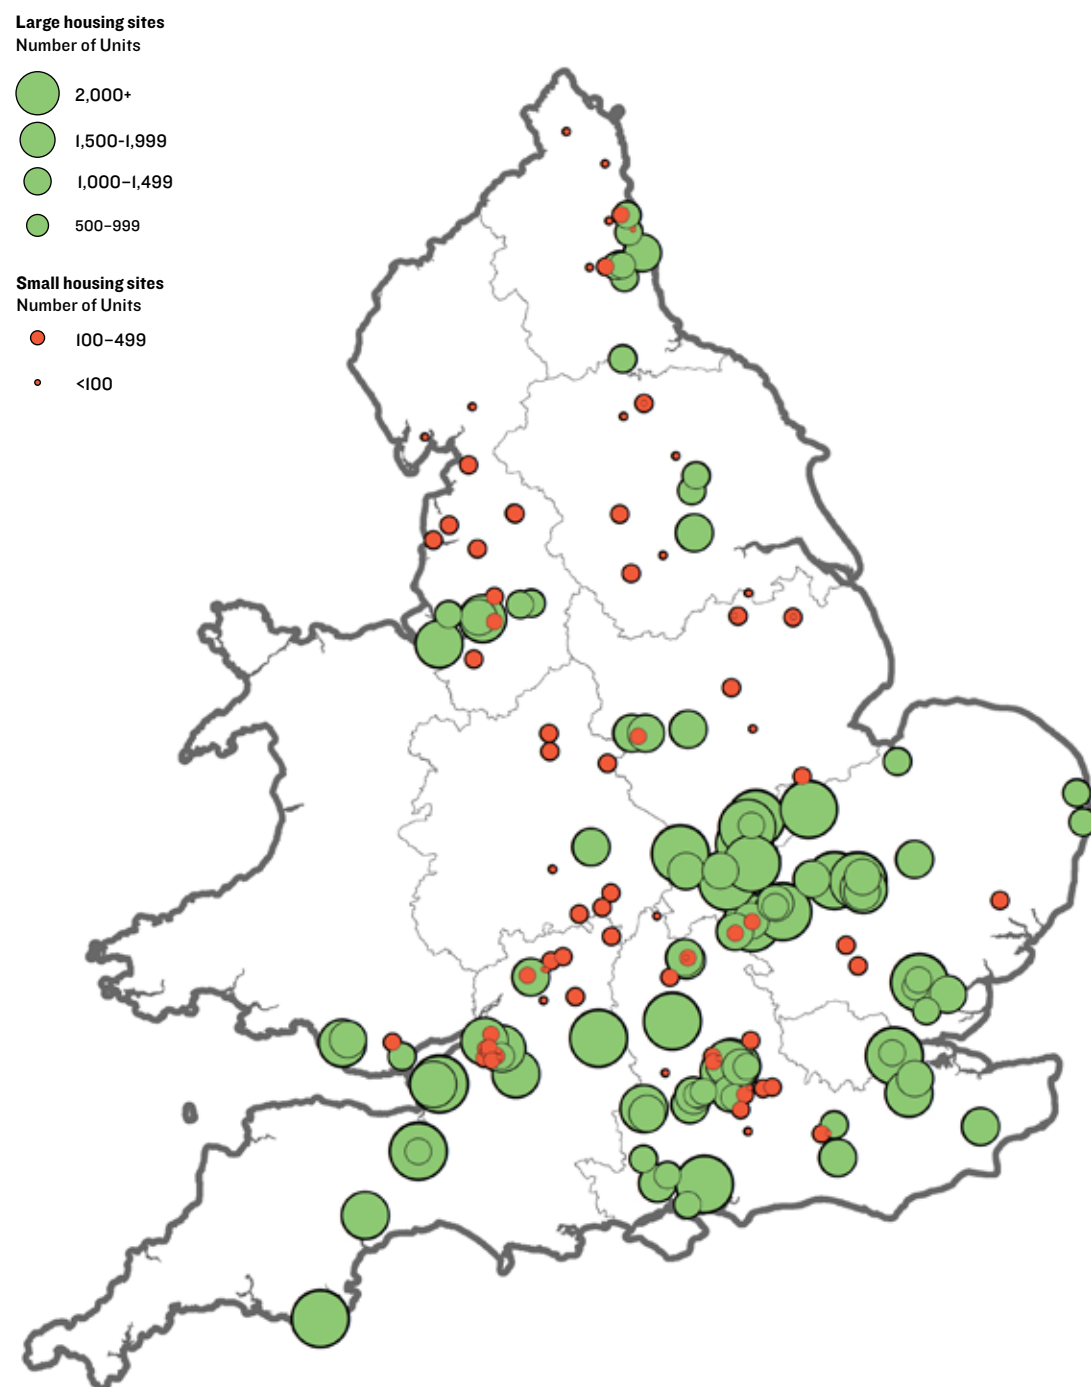 Large housing sites
Number of Units
2,000+
1,500-1,999
1,000–1,499
500–999
Small housing sites
Number of Units
100–499
<100